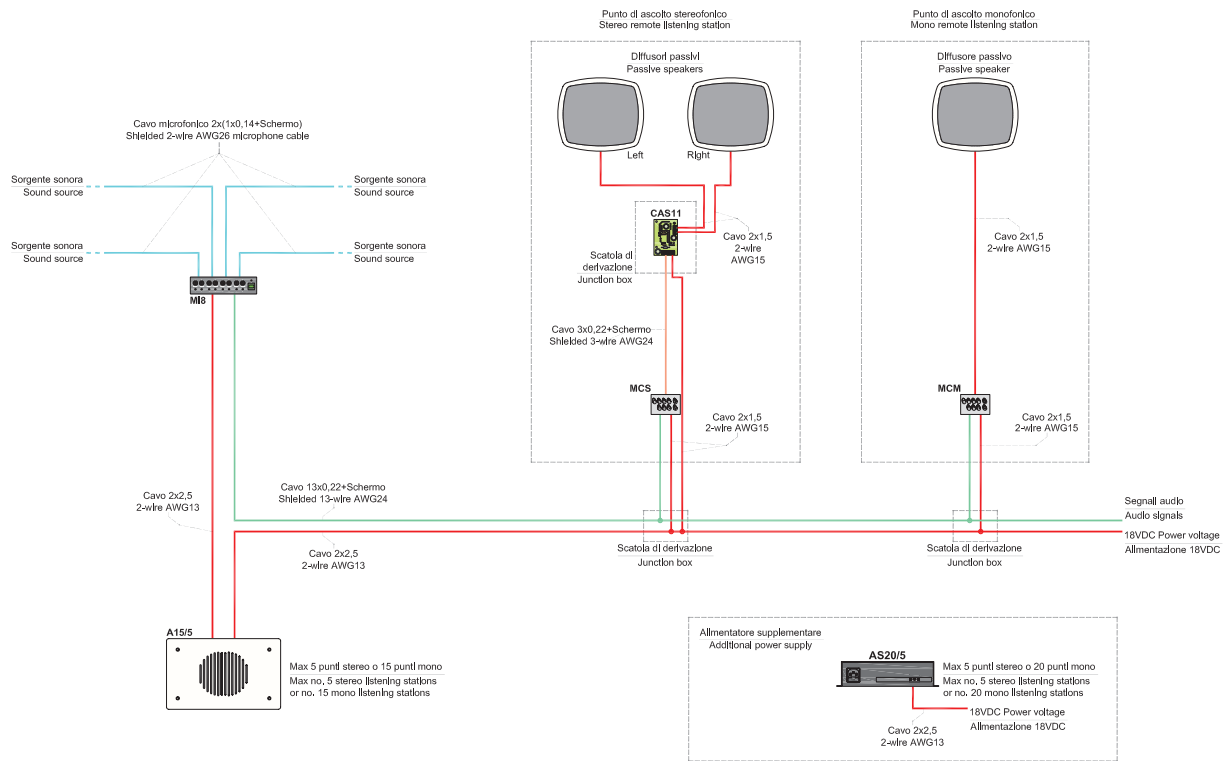 Punto di ascolto stereofonico
Stereo remote listening station
Punto di ascolto monofonico
Mono remote listening station
Diffusori passivi
Passive speakers
Diffusore passivo
Passive speaker
Cavo microfonico 2x(1x0,14+Schermo)
Shielded 2-wire AWG26 microphone cable
Left
Right
Sorgente sonora
Sound source
Sorgente sonora
Sound source
CAS11
Cavo 2x1,5
2-wire
AWG15
Cavo 2x1,5
2-wire AWG15
Sorgente sonora
Sound source
Sorgente sonora
Sound source
Scatola di
derivazione
Junction box
MI8
Cavo 3x0,22+Schermo
Shielded 3-wire AWG24
MCS
MCM
Cavo 2x1,5
2-wire AWG15
Cavo 2x1,5
2-wire AWG15
Cavo 2x2,5
2-wire AWG13
Cavo 13x0,22+Schermo
Shielded 13-wire AWG24
Segnali audio
Audio signals
18VDC Power voltage
Alimentazione 18VDC
Cavo 2x2,5
2-wire AWG13
Scatola di derivazione
Junction box
Scatola di derivazione
Junction box
A15/5
Max 5 punti stereo o 15 punti mono
Max no. 5 stereo listening stations
or no. 15 mono listening stations
Alimentatore supplementare
Additional power supply
AS20/5
Max 5 punti stereo o 20 punti mono
Max no. 5 stereo listening stations
or no. 20 mono listening stations
18VDC Power voltage
Alimentazione 18VDC
Cavo 2x2,5
2-wire AWG13